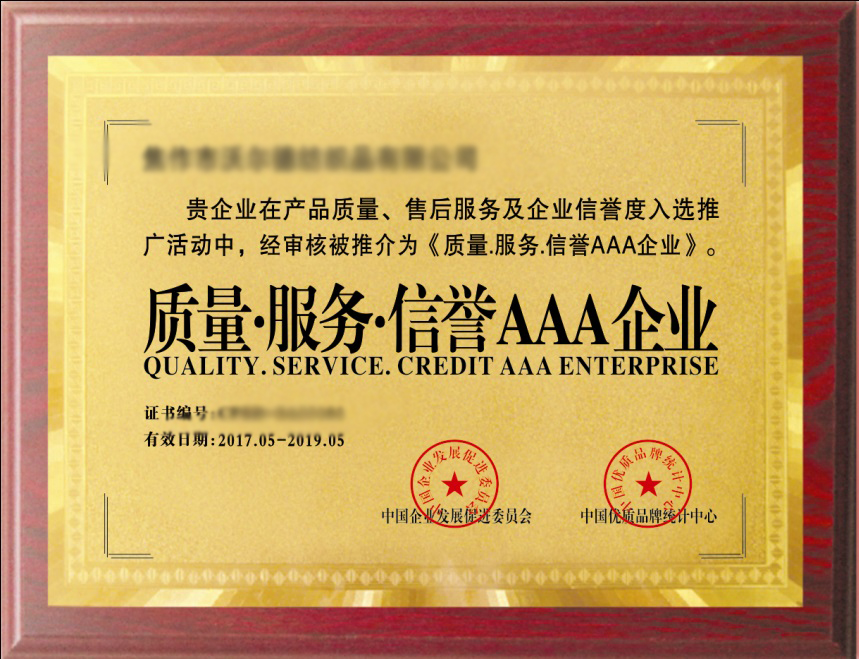 贵企业在产品质量、售后服务及企业信誉度入选推
广活动中，经审核被推介为《质量.服务.信誉AAA企业》。
质量·服务·信誉AAA企业
QUALITY. SERVICE. CREDIT AAA ENTERPRISE
证书编号:
有效日期:2017.05-2019.05
中国企业发展促进委员会
中国优质品牌统计中心
中国企业发展促进委员会
中国优质品牌统计中心